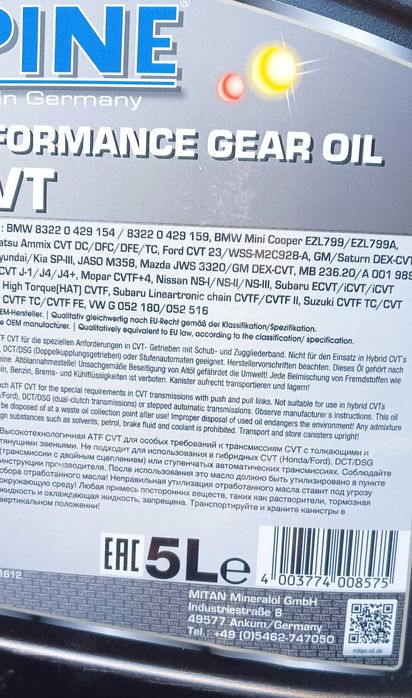 PINE®
in Germany
FORMANCE GEAR OIL
VT
: BMW 8322 0 429 154 / 8322 0 429 159, BMW Mini Cooper EZL799/EZL799A,
atsu Ammix CVT DC/DFC/DFE/TC, Ford CVT 23/WSS-M2C928-A, GM/Saturn DEX-CVT
yundai/Kia SP-III, JASO M358, Mazda JWS 3320/GM DEX-CVT, MB 236.20/A 001 989
CVT J-1/J4/J4+, Mopar CVTF+4, Nissan NS-I/NS-II/NS-III, Subaru ECVT/iCVT/iCVT
High Torque[HAT) CVTF, Subaru Lineartronic chain CVTF/CVTF II, Suzuki CVTF TC/CVT
CVTF TC/CVTF FE, VW G 052 180/052 516
EM-Hersteller. | Qualitativ gleichwertig nach EU-Recht gemäß der Klassifikation/Spezifikation.
e OEM manufacturer. | Qualitatively equivalent to EU law, according to the classification/ specification.
TF CVT für die speziellen Anforderungen in CVT- Getrieben mit Schub- und Zuggliederband. Nicht für den Einsatz in Hybrid CVT's
, DCT/DSG (Doppelkupplungsgetrieben) oder Stufenautomaten geeignet. Herstellervorschriften beachten. Dieses Öl gehört nach
ine Altölannahmestelle! Unsachgemäße Beseitigung von Altöl gefährdet die Umwelt! Jede Beimischung von Fremdstoffen wie
eln, Benzin, Brems- und Kühlflüssigkeiten ist verboten. Kanister aufrecht transportieren und lagern!
ech ATF CVT for the special requirements in CVT transmissions with push and pull links. Not suitable for use in hybrid CVTs
/Ford), DCT/DSG (dual-clutch transmissions) or stepped automatic transmissions. Observe manufacturer's instructions. This oil
be disposed of at a waste oil collection point after use! Improper disposal of used oil endangers the environment! Any admixture
ign substances such as solvents, petrol, brake fluid and coolant is prohibited. Transport and store canisters upright!
Высокотехнологичная ATF CVT для особых требований к трансмиссиям CVT с толкающими и
тянущими звеньями. Не подходит для использования в гибридных CVT (Honda/Ford), DCT/DSG
(трансмиссии с двойным сцеплением) или ступенчатых автоматических трансмиссиях. Соблюдайте
инструкции производителя. После использования это масло должно быть утилизировано в пункте
сбора отработанного масла! Неправильная утилизация отработанного масла ставит под угрозу
окружающую среду! Любая примесь посторонних веществ, таких как растворители, тормозная
жидкость и охлаждающая жидкость, запрещена. Транспортируйте и храните канистры в
вертикальном положении!
EAC 5L e
4 003774 008575
1612
MITAN Mineralöl GmbH
Industriestraße 8
49577 Ankum/Germany
Tel.: +49 (0)5462-747050
mitan-oil.de